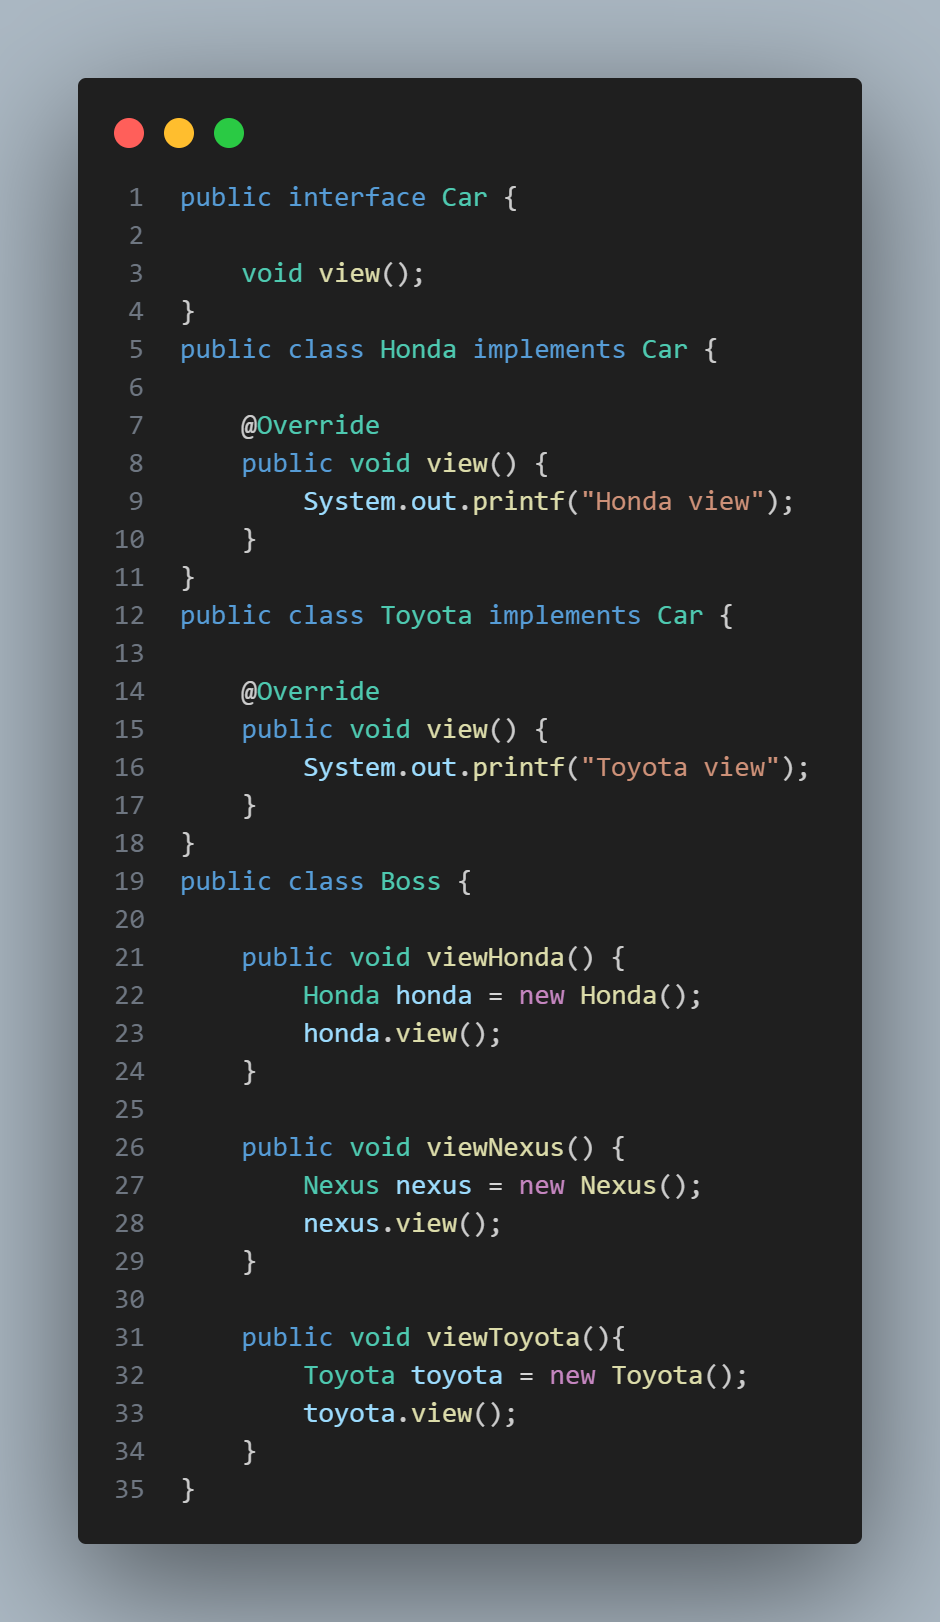 1 public interface Car {
2
3     void view();
4 }
5 public class Honda implements Car {
6
7     @Override
8     public void view() {
9         System.out.printf("Honda view");
10     }
11 }
12 public class Toyota implements Car {
13
14     @Override
15     public void view() {
16         System.out.printf("Toyota view");
17     }
18 }
19 public class Boss {
20
21     public void viewHonda() {
22         Honda honda = new Honda();
23         honda.view();
24     }
25
26     public void viewNexus() {
27         Nexus nexus = new Nexus();
28         nexus.view();
29     }
30
31     public void viewToyota(){
32         Toyota toyota = new Toyota();
33         toyota.view();
34     }
35 }